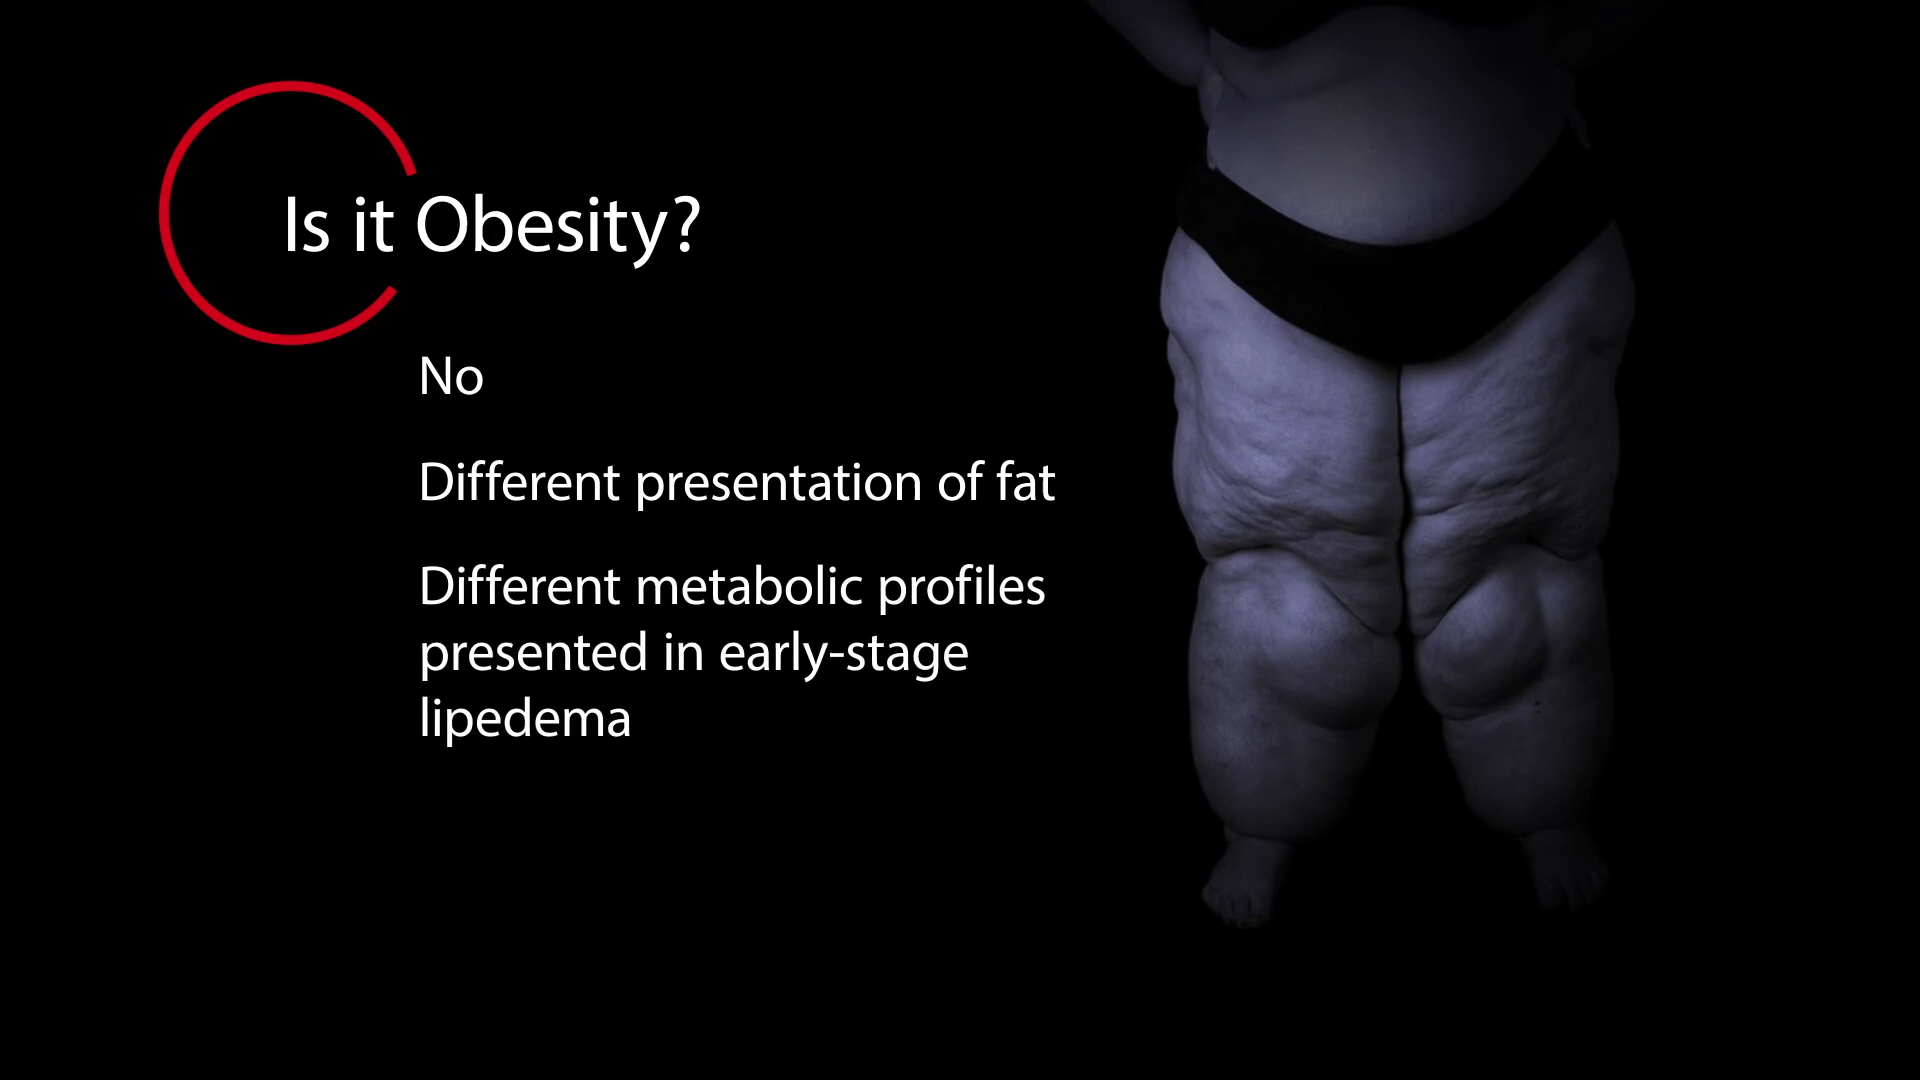 Is it Obesity?
No
Different presentation of fat
Different metabolic profiles
presented in early-stage
lipedema